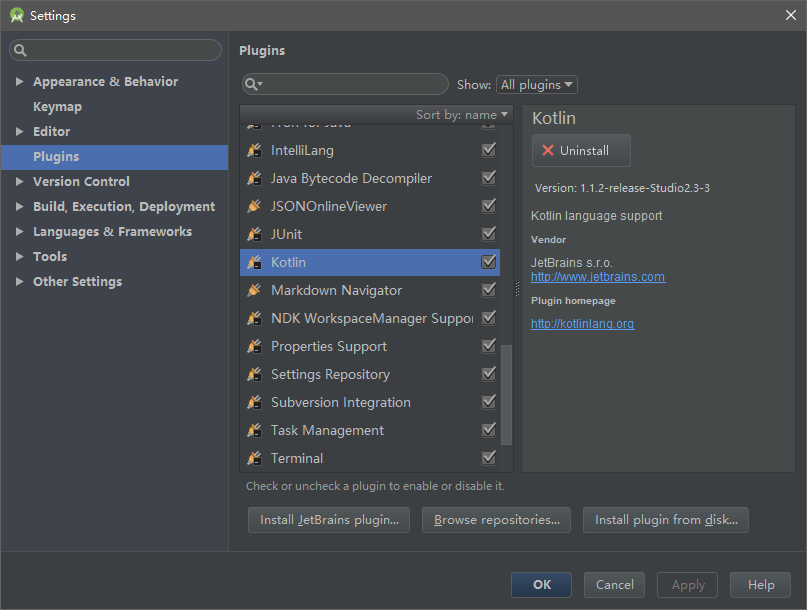 Settings
Appearance & Behavior
Keymap
Editor
Plugins
Version Control
Build, Execution, Deployment
Languages & Frameworks
Tools
Other Settings
Plugins
Show: All plugins
Sort by: name
IntelliLang
Java Bytecode Decompiler
JSONOnlineViewer
JUnit
Kotlin
Markdown Navigator
NDK WorkspaceManager Suppor
Properties Support
Settings Repository
Subversion Integration
Task Management
Terminal
Check or uncheck a plugin to enable or disable it.
Install JetBrains plugin...
Browse repositories...
Install plugin from disk...
Kotlin
Uninstall
Version: 1.1.2-release-Studio2.3-3
Kotlin language support
Vendor
JetBrains s.r.o.
http://www.jetbrains.com
Plugin homepage
http://kotlinlang.org
OK
Cancel
Apply
Help